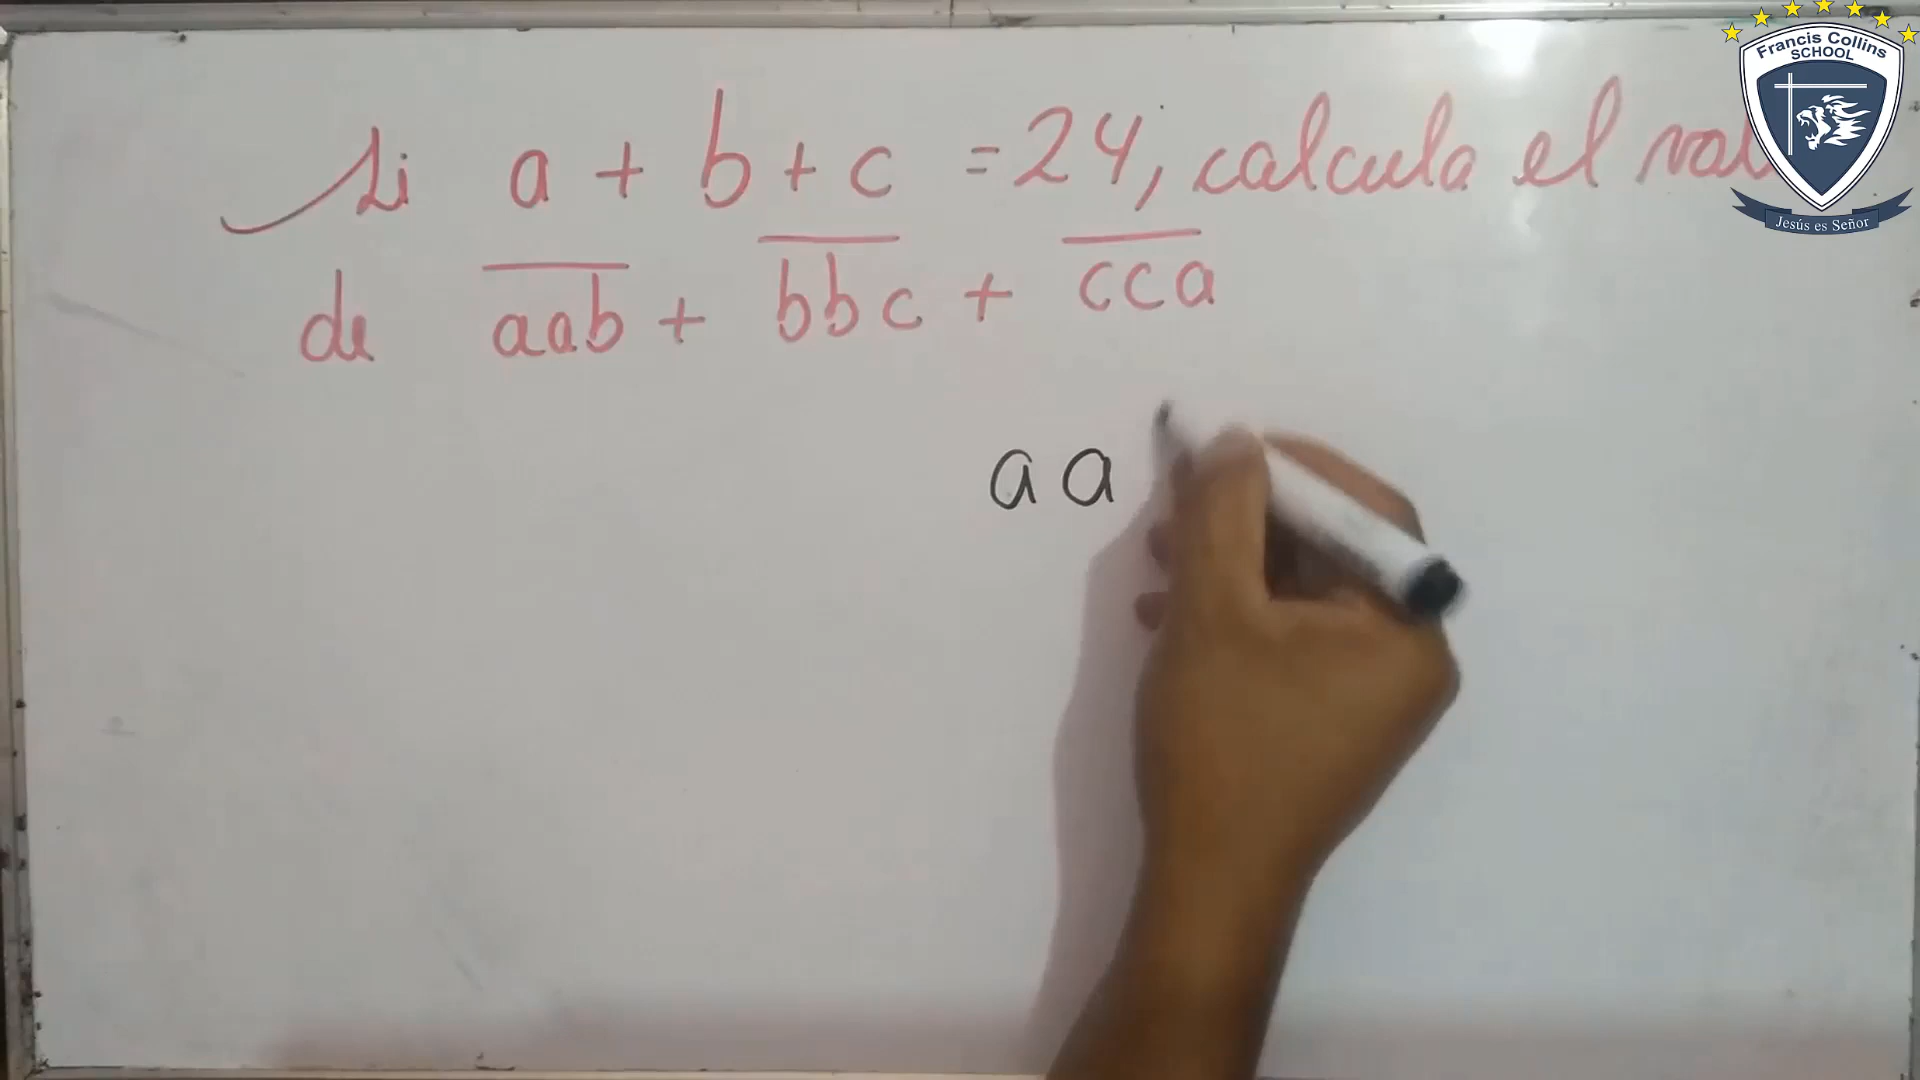 Si a + b + c = 24, calcula el
de aab + bbc + cca
aa
Francis Collins
SCHOOL
Jesús es Señor